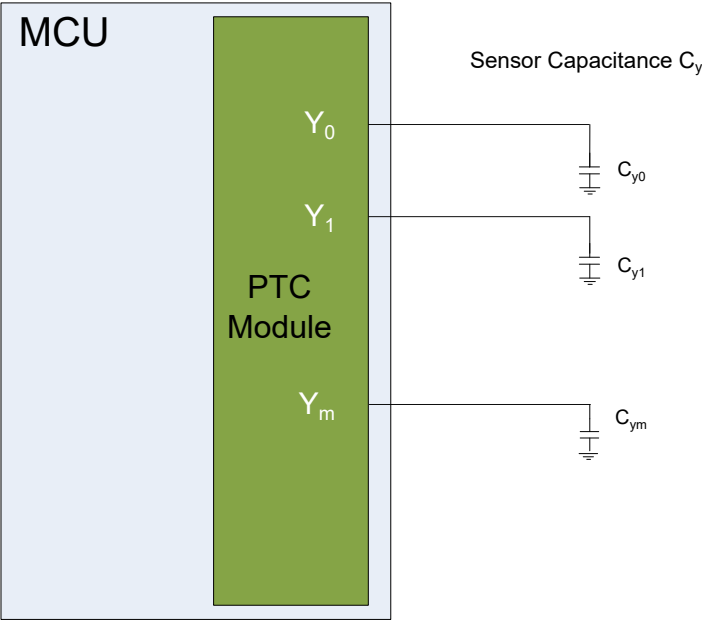 MCU
Sensor Capacitance Cy
Y0
Cy0
Y1
Cy1
PTC
Module
Ym
Cym